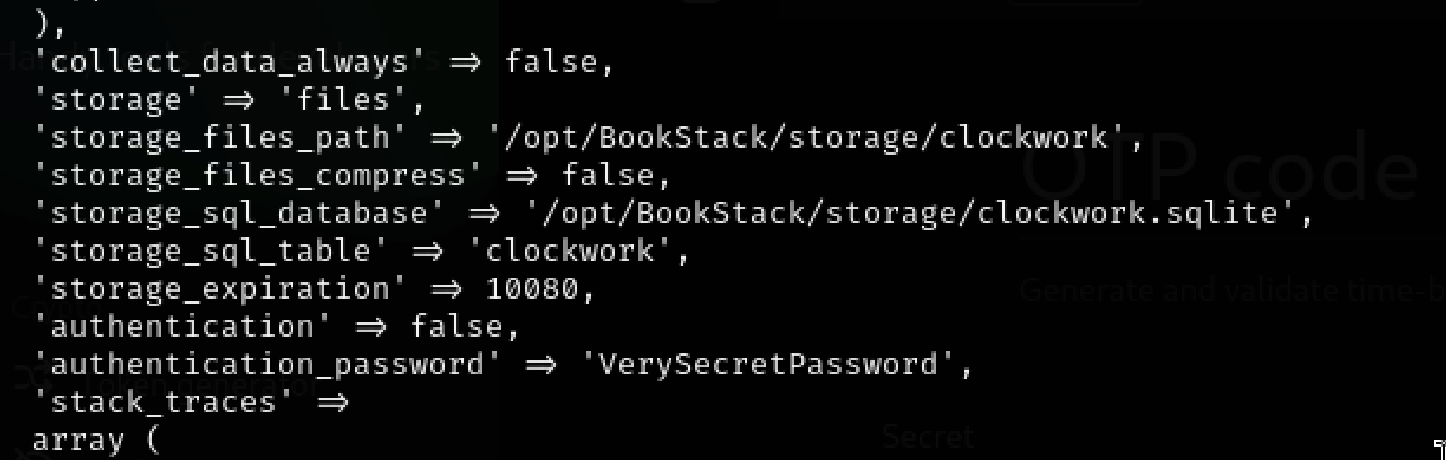 ),
'collect_data_always' => false,
'storage' => 'files',
'storage_files_path' => '/opt/BookStack/storage/clockwork',
'storage_files_compress' => false,
'storage_sql_database' => '/opt/BookStack/storage/clockwork.sqlite',
'storage_sql_table' => 'clockwork',
'storage_expiration' => 10080,
'authentication' => false,
'authentication_password' => 'VerySecretPassword',
'stack_traces' =>
array (
OTP code
Generate and validate time-b
Token generator
Secret